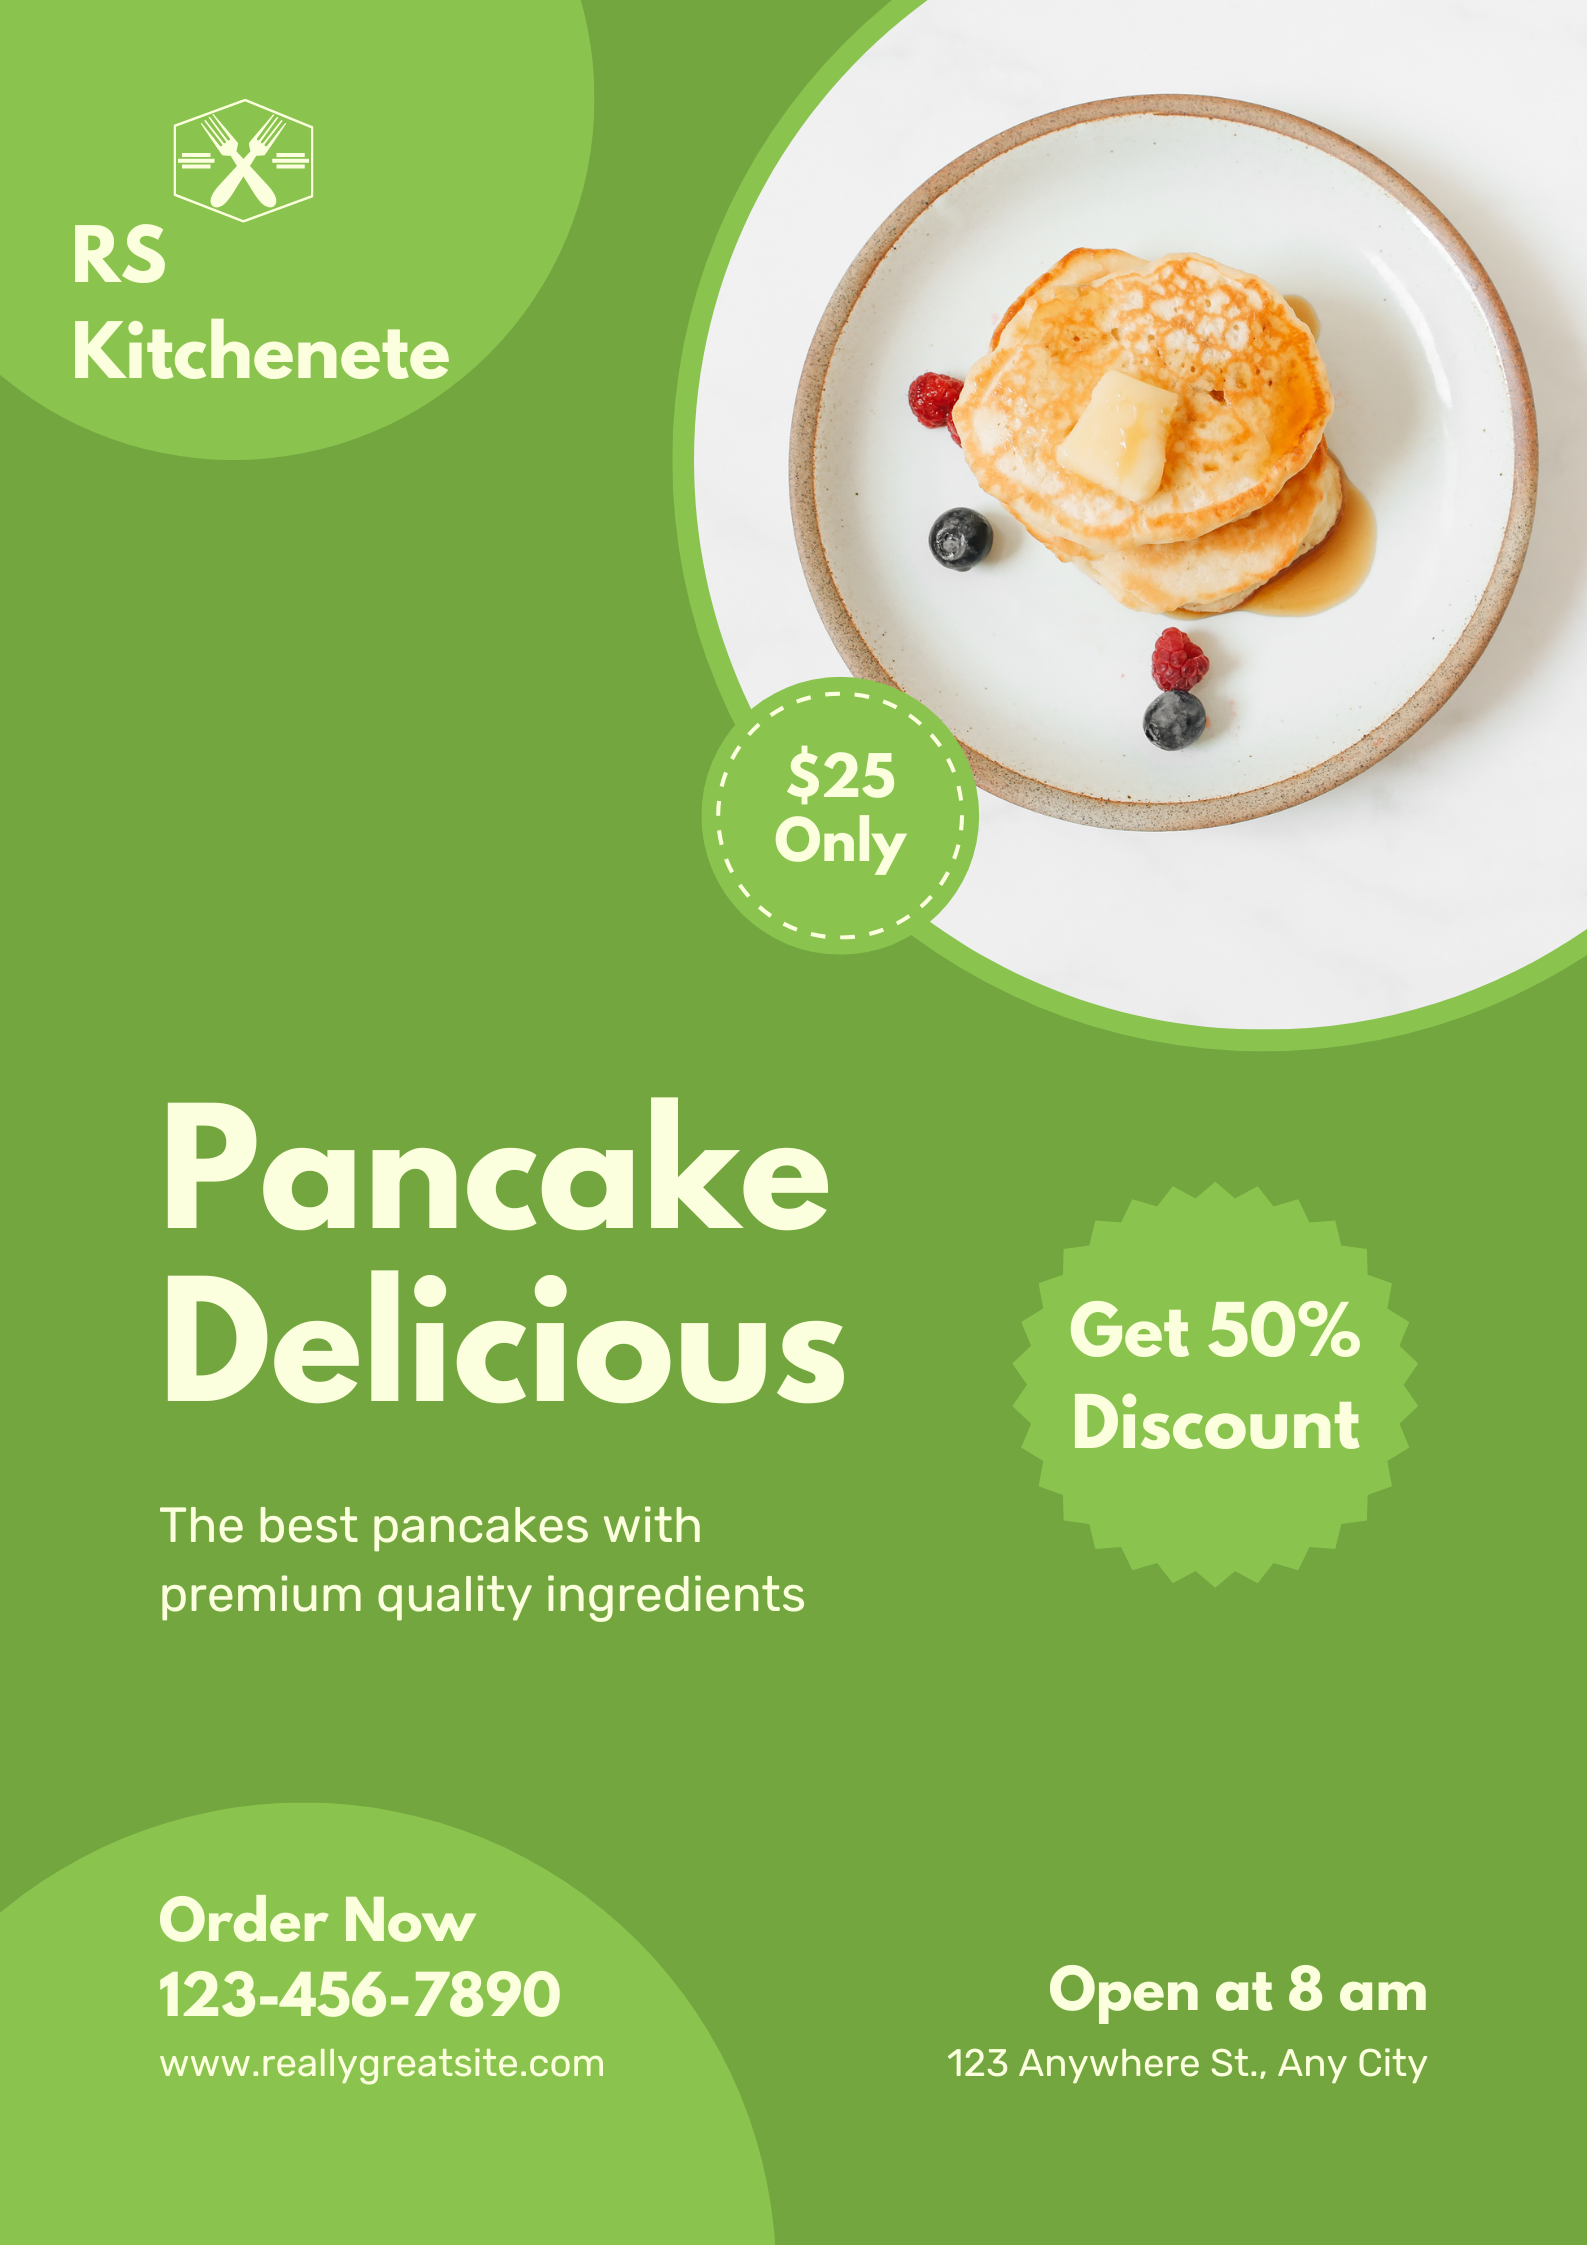 RS
Kitchenete
$25
Only
Pancake
Delicious
Get 50%
Discount
The best pancakes with
premium quality ingredients
Order Now
123-456-7890
www.reallygreatsite.com
Open at 8 am
123 Anywhere St., Any City